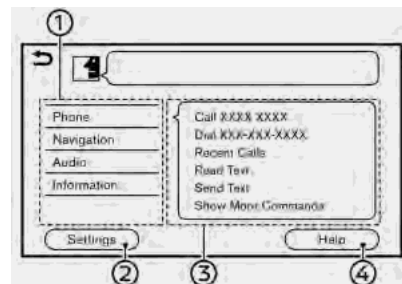 1
Phone
Navigation
Audio
Information
Call XXXX XXXX
Dial XXX-XXX-XXXX
Recent Calls
Read Text
Send Text
Show More Commands
Settings
Help
2
3
4